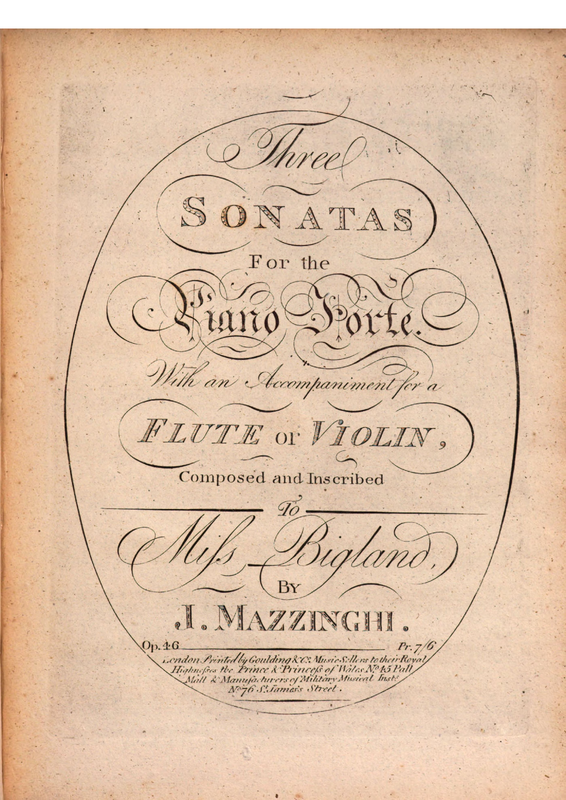 Three
SONATAS
For the
Piano Forte.
With an Accompaniment for a
FLUTE or VIOLIN,
Composed and Inscribed
To
Miſs Bigland,
By
J. MAZZINGHI.
Op. 46 Pr. 7/6
London Printed by Goulding & Co. Music Sellers to their Royal
Highneſses the Prince & Princeſs of Wales No. 45 Pall
Mall & Manufacturers of Military Musical Insts.
No. 76 St. James's Street.